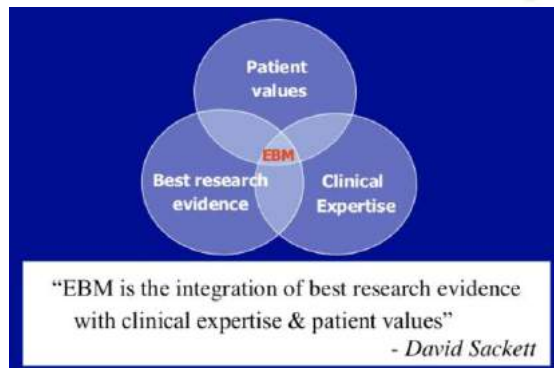 Patient
values
EBM
Best research
evidence
Clinical
Expertise
“EBM is the integration of best research evidence
with clinical expertise & patient values”
- David Sackett